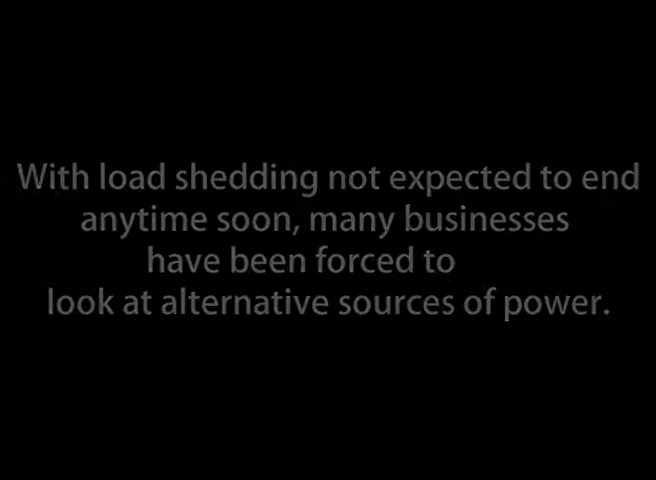 With load shedding not expected to end
anytime soon, many businesses
have been forced to
look at alternative sources of power.